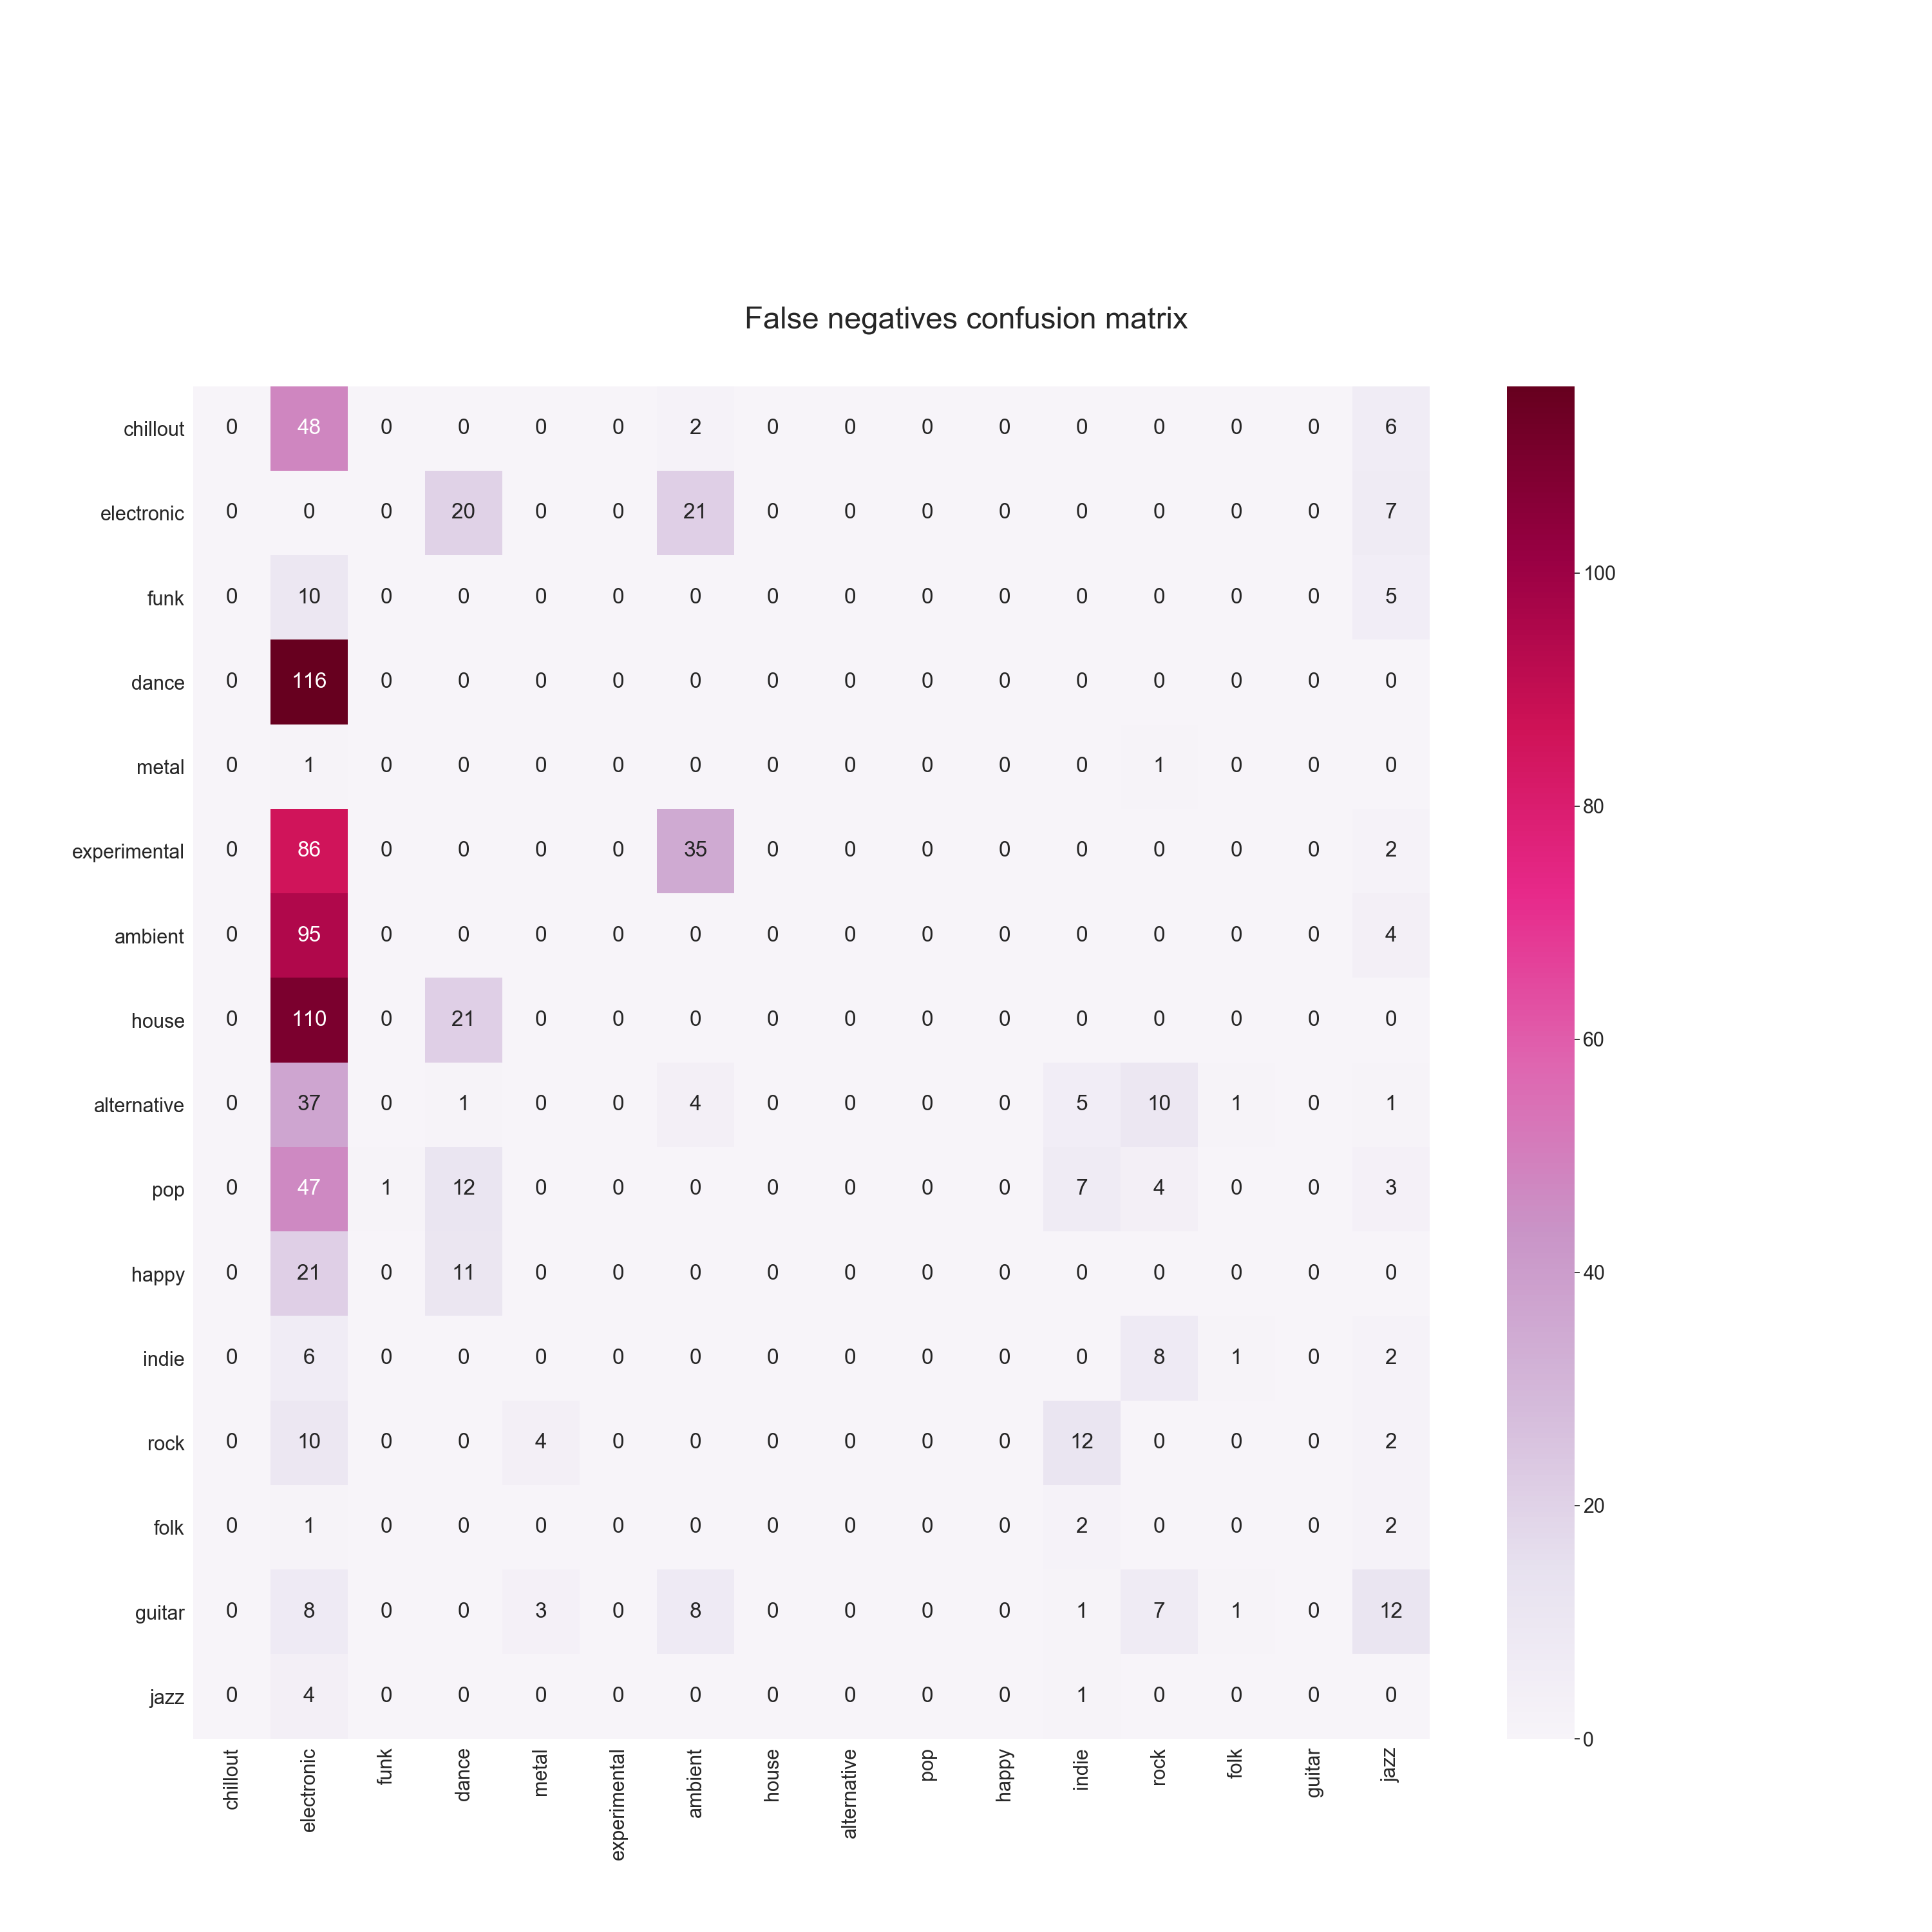 False negatives confusion matrix
chillout 0 48 0 0 0 0 2 0 0 0 0 0 0 0 0 6
electronic 0 0 0 20 0 0 21 0 0 0 0 0 0 0 0 7
funk 0 10 0 0 0 0 0 0 0 0 0 0 0 0 0 5
100
dance 0 116 0 0 0 0 0 0 0 0 0 0 0 0 0 0
metal 0 1 0 0 0 0 0 0 0 0 0 0 1 0 0 0
80
experimental 0 86 0 0 0 0 35 0 0 0 0 0 0 0 0 2
ambient 0 95 0 0 0 0 0 0 0 0 0 0 0 0 0 4
house 0 110 0 21 0 0 0 0 0 0 0 0 0 0 0 0
60
alternative 0 37 0 1 0 0 4 0 0 0 0 5 10 1 0 1
pop 0 47 1 12 0 0 0 0 0 0 0 7 4 0 0 3
happy 0 21 0 11 0 0 0 0 0 0 0 0 0 0 0 0
40
indie 0 6 0 0 0 0 0 0 0 0 0 0 8 1 0 2
rock 0 10 0 0 4 0 0 0 0 0 0 12 0 0 0 2
20
folk 0 1 0 0 0 0 0 0 0 0 0 2 0 0 0 2
guitar 0 8 0 0 3 0 8 0 0 0 0 1 7 1 0 12
jazz 0 4 0 0 0 0 0 0 0 0 0 1 0 0 0 0
0
chillout electronic funk dance metal experimental ambient house alternative pop happy indie rock folk guitar jazz